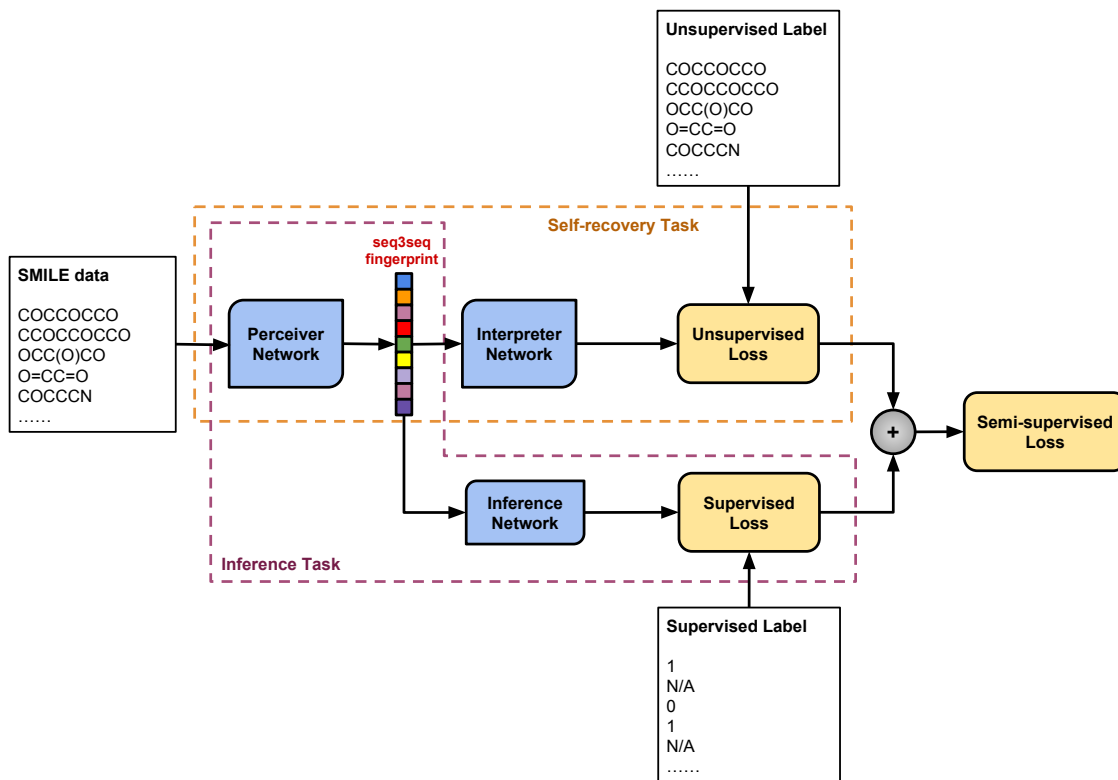 Unsupervised Label
COCCOCCO
CCOCCOCCO
OCC(O)CO
O=CC=O
COCCCN
......
Self-recovery Task
seq3seq
fingerprint
SMILE data
COCCOCCO
CCOCCOCCO
OCC(O)CO
O=CC=O
COCCCN
......
Perceiver
Network
Interpreter
Network
Unsupervised
Loss
+
Semi-supervised
Loss
Inference
Network
Supervised
Loss
Inference Task
Supervised Label
1
N/A
0
1
N/A
......